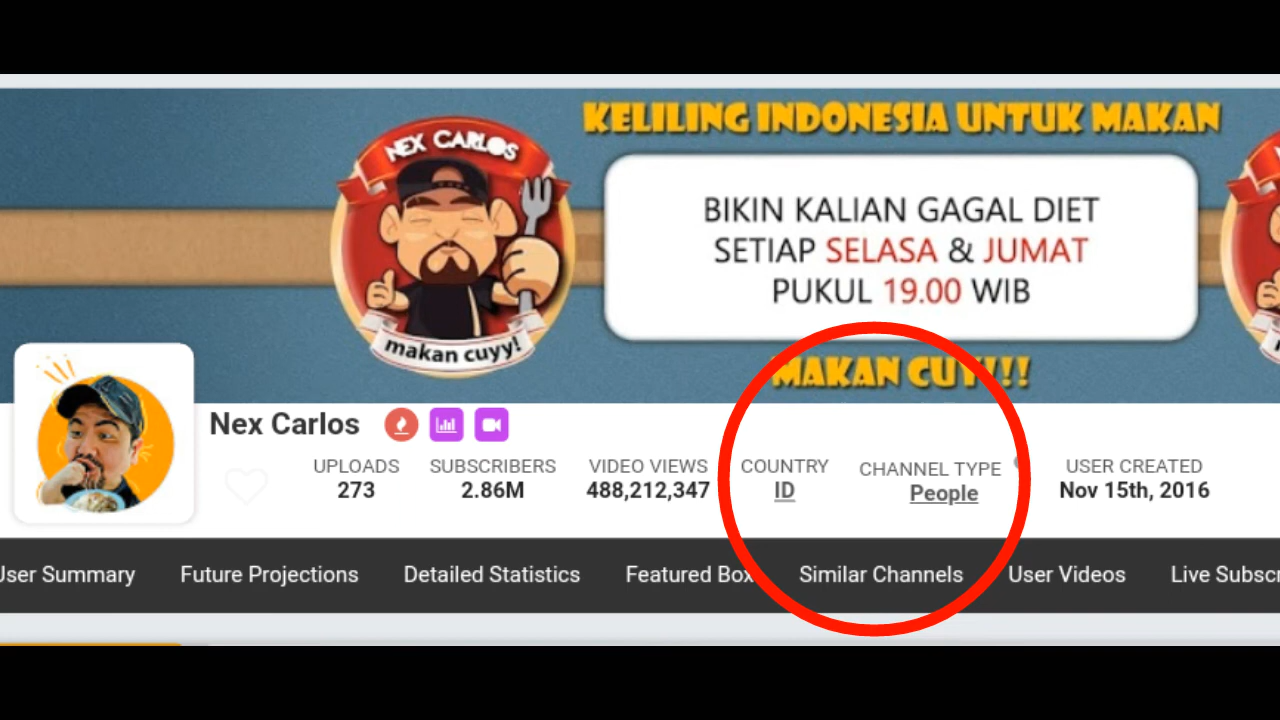 KELILING INDONESIA UNTUK MAKAN
NEX CARLOS
BIKIN KALIAN GAGAL DIET
SETIAP SELASA & JUMAT
PUKUL 19.00 WIB
makan cuyy!
MAKAN CUY!!!
Nex Carlos
UPLOADS
273
SUBSCRIBERS
2.86M
VIDEO VIEWS
488,212,347
COUNTRY
ID
CHANNEL TYPE
People
USER CREATED
Nov 15th, 2016
User Summary
Future Projections
Detailed Statistics
Featured Box
Similar Channels
User Videos
Live Subscr